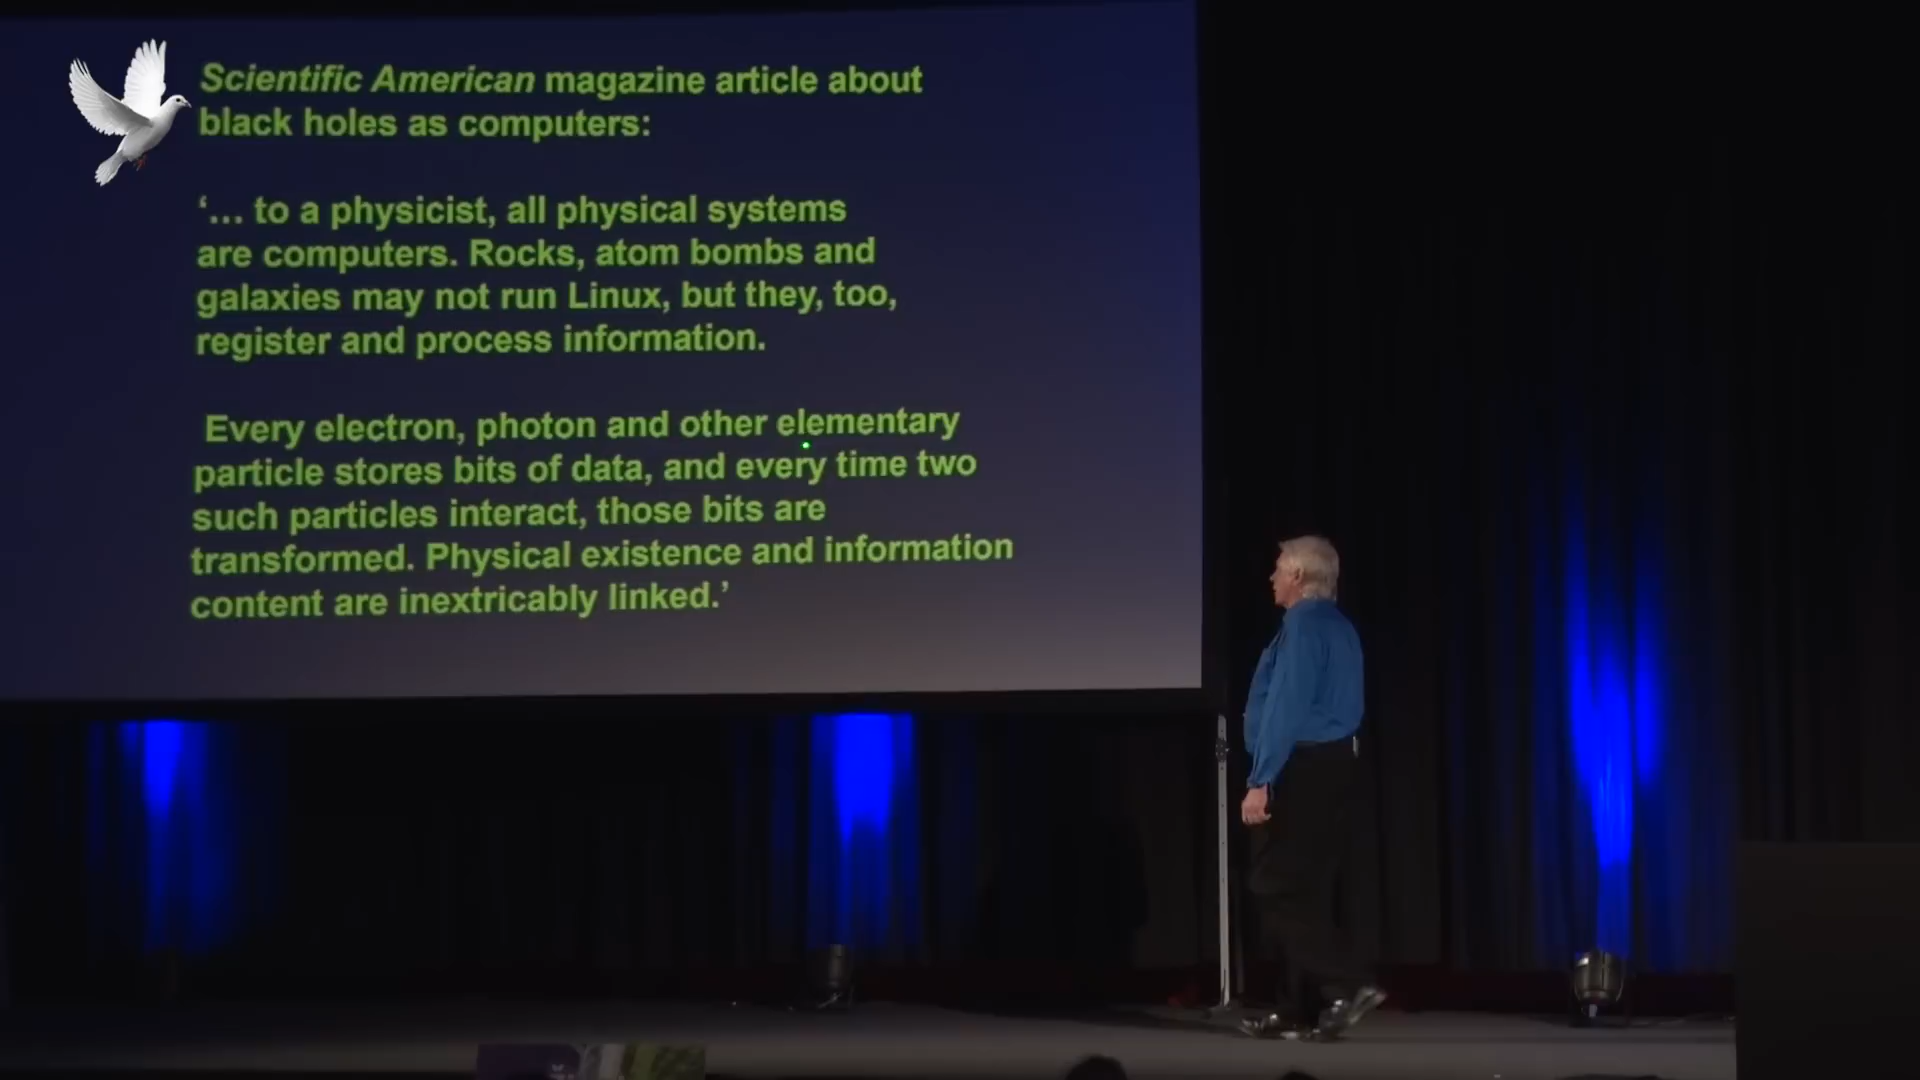 Scientific American magazine article about
black holes as computers:
‘… to a physicist, all physical systems
are computers. Rocks, atom bombs and
galaxies may not run Linux, but they, too,
register and process information.
Every electron, photon and other elementary
particle stores bits of data, and every time two
such particles interact, those bits are
transformed. Physical existence and information
content are inextricably linked.’